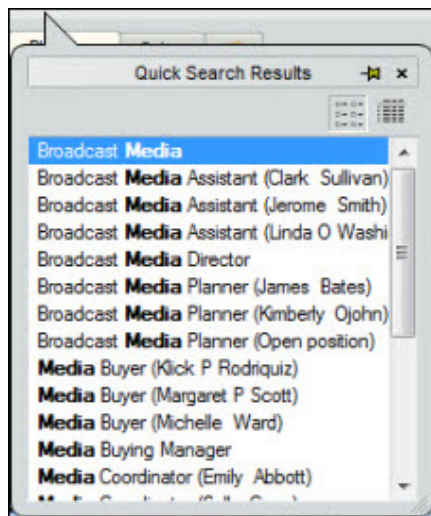 Quick Search Results
Broadcast Media
Broadcast Media Assistant (Clark Sullivan)
Broadcast Media Assistant (Jerome Smith)
Broadcast Media Assistant (Linda O Washi
Broadcast Media Director
Broadcast Media Planner (James Bates)
Broadcast Media Planner (Kimberly Ojohn)
Broadcast Media Planner (Open position)
Media Buyer (Klick P Rodriquiz)
Media Buyer (Margaret P Scott)
Media Buyer (Michelle Ward)
Media Buying Manager
Media Coordinator (Emily Abbott)